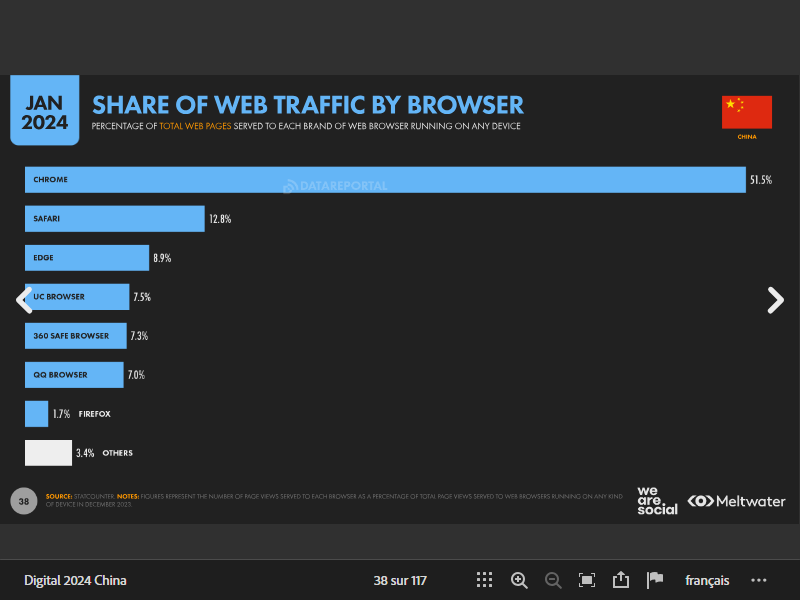 JAN
2024
SHARE OF WEB TRAFFIC BY BROWSER
PERCENTAGE OF TOTAL WEB PAGES SERVED TO EACH BRAND OF WEB BROWSER RUNNING ON ANY DEVICE
CHINA
CHROME 51.5%
DATAREPORTAL
SAFARI 12.8%
EDGE 8.9%
UC BROWSER 7.5%
360 SAFE BROWSER 7.3%
QQ BROWSER 7.0%
1.7% FIREFOX
3.4% OTHERS
38
SOURCE: STATCOUNTER. NOTES: FIGURES REPRESENT THE NUMBER OF PAGE VIEWS SERVED TO EACH BROWSER AS A PERCENTAGE OF TOTAL PAGE VIEWS SERVED TO WEB BROWSERS RUNNING ON ANY KIND
OF DEVICE IN DECEMBER 2023.
we
are
social
Meltwater
Digital 2024 China
38 sur 117
français